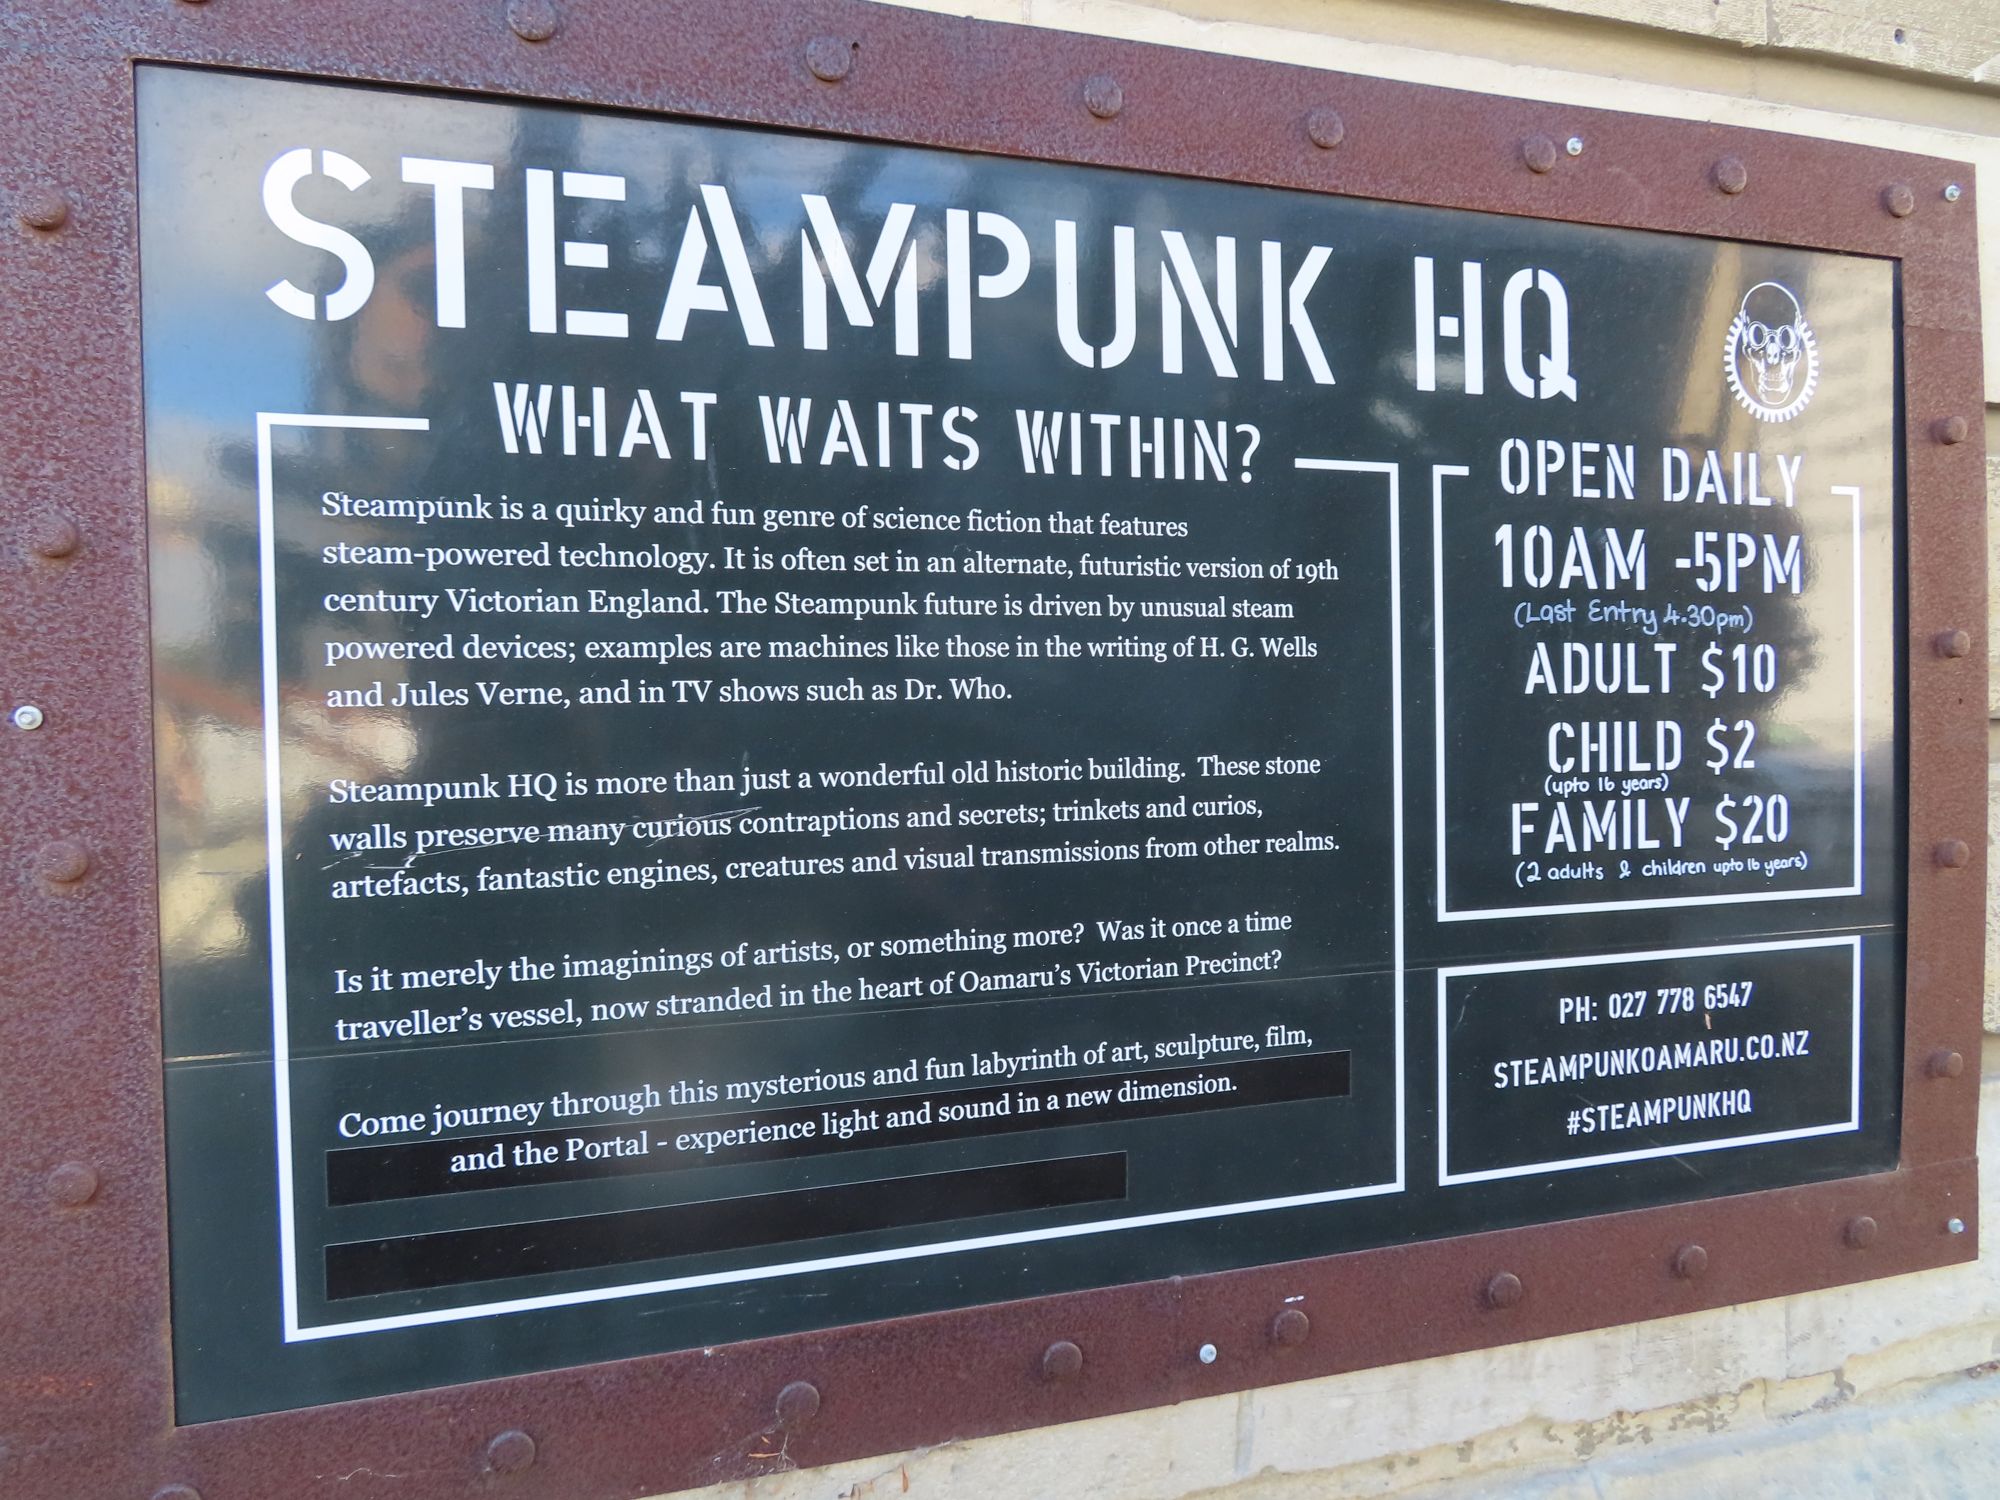 STEAMPUNK HQ
WHAT WAITS WITHIN?
Steampunk is a quirky and fun genre of science fiction that features
steam-powered technology. It is often set in an alternate, futuristic version of 19th
century Victorian England. The Steampunk future is driven by unusual steam
powered devices; examples are machines like those in the writing of H. G. Wells
and Jules Verne, and in TV shows such as Dr. Who.
Steampunk HQ is more than just a wonderful old historic building. These stone
walls preserve many curious contraptions and secrets; trinkets and curios,
artefacts, fantastic engines, creatures and visual transmissions from other realms.
Is it merely the imaginings of artists, or something more? Was it once a time
traveller's vessel, now stranded in the heart of Oamaru's Victorian Precinct?
Come journey through this mysterious and fun labyrinth of art, sculpture, film,
and the Portal - experience light and sound in a new dimension.
OPEN DAILY
10AM -5PM
(Last Entry 4.30pm)
ADULT $10
CHILD $2
(upto 16 years)
FAMILY $20
(2 adults & children upto 16 years)
PH: 027 778 6547
STEAMPUNKOAMARU.CO.NZ
#STEAMPUNKHQ